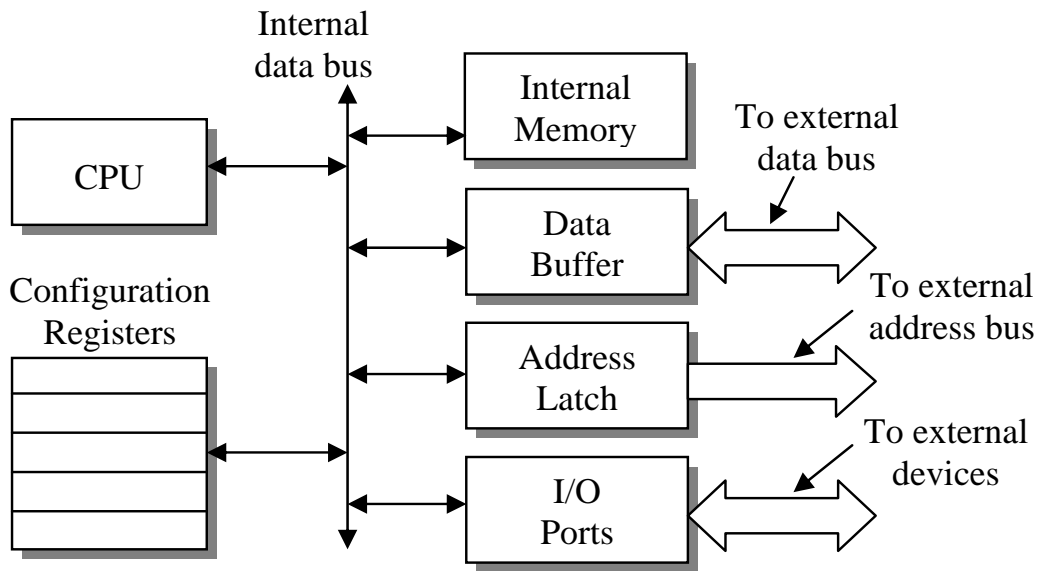 Internal
data bus
Internal
Memory
To external
data bus
CPU
Data
Buffer
Configuration
Registers
To external
address bus
Address
Latch
To external
devices
I/O
Ports